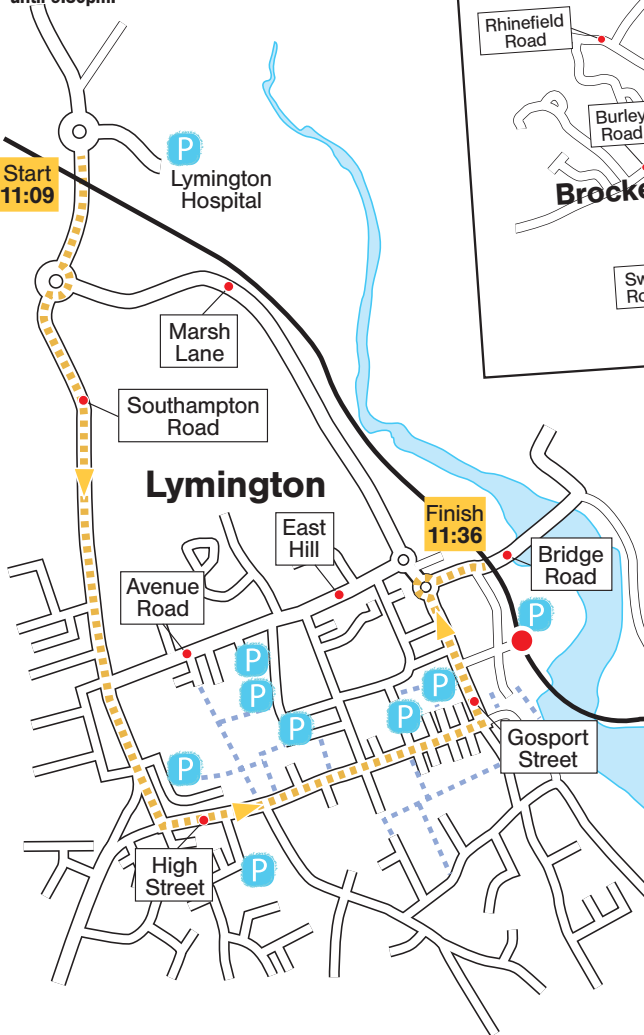 Rhinefield
Road
Burley
Road
Start
11:09
P
Lymington
Hospital
Marsh
Lane
Southampton
Road
Lymington
Finish
11:36
East
Hill
Bridge
Road
Avenue
Road
P
P
P
P
P
P
P
Gosport
Street
High
Street
P